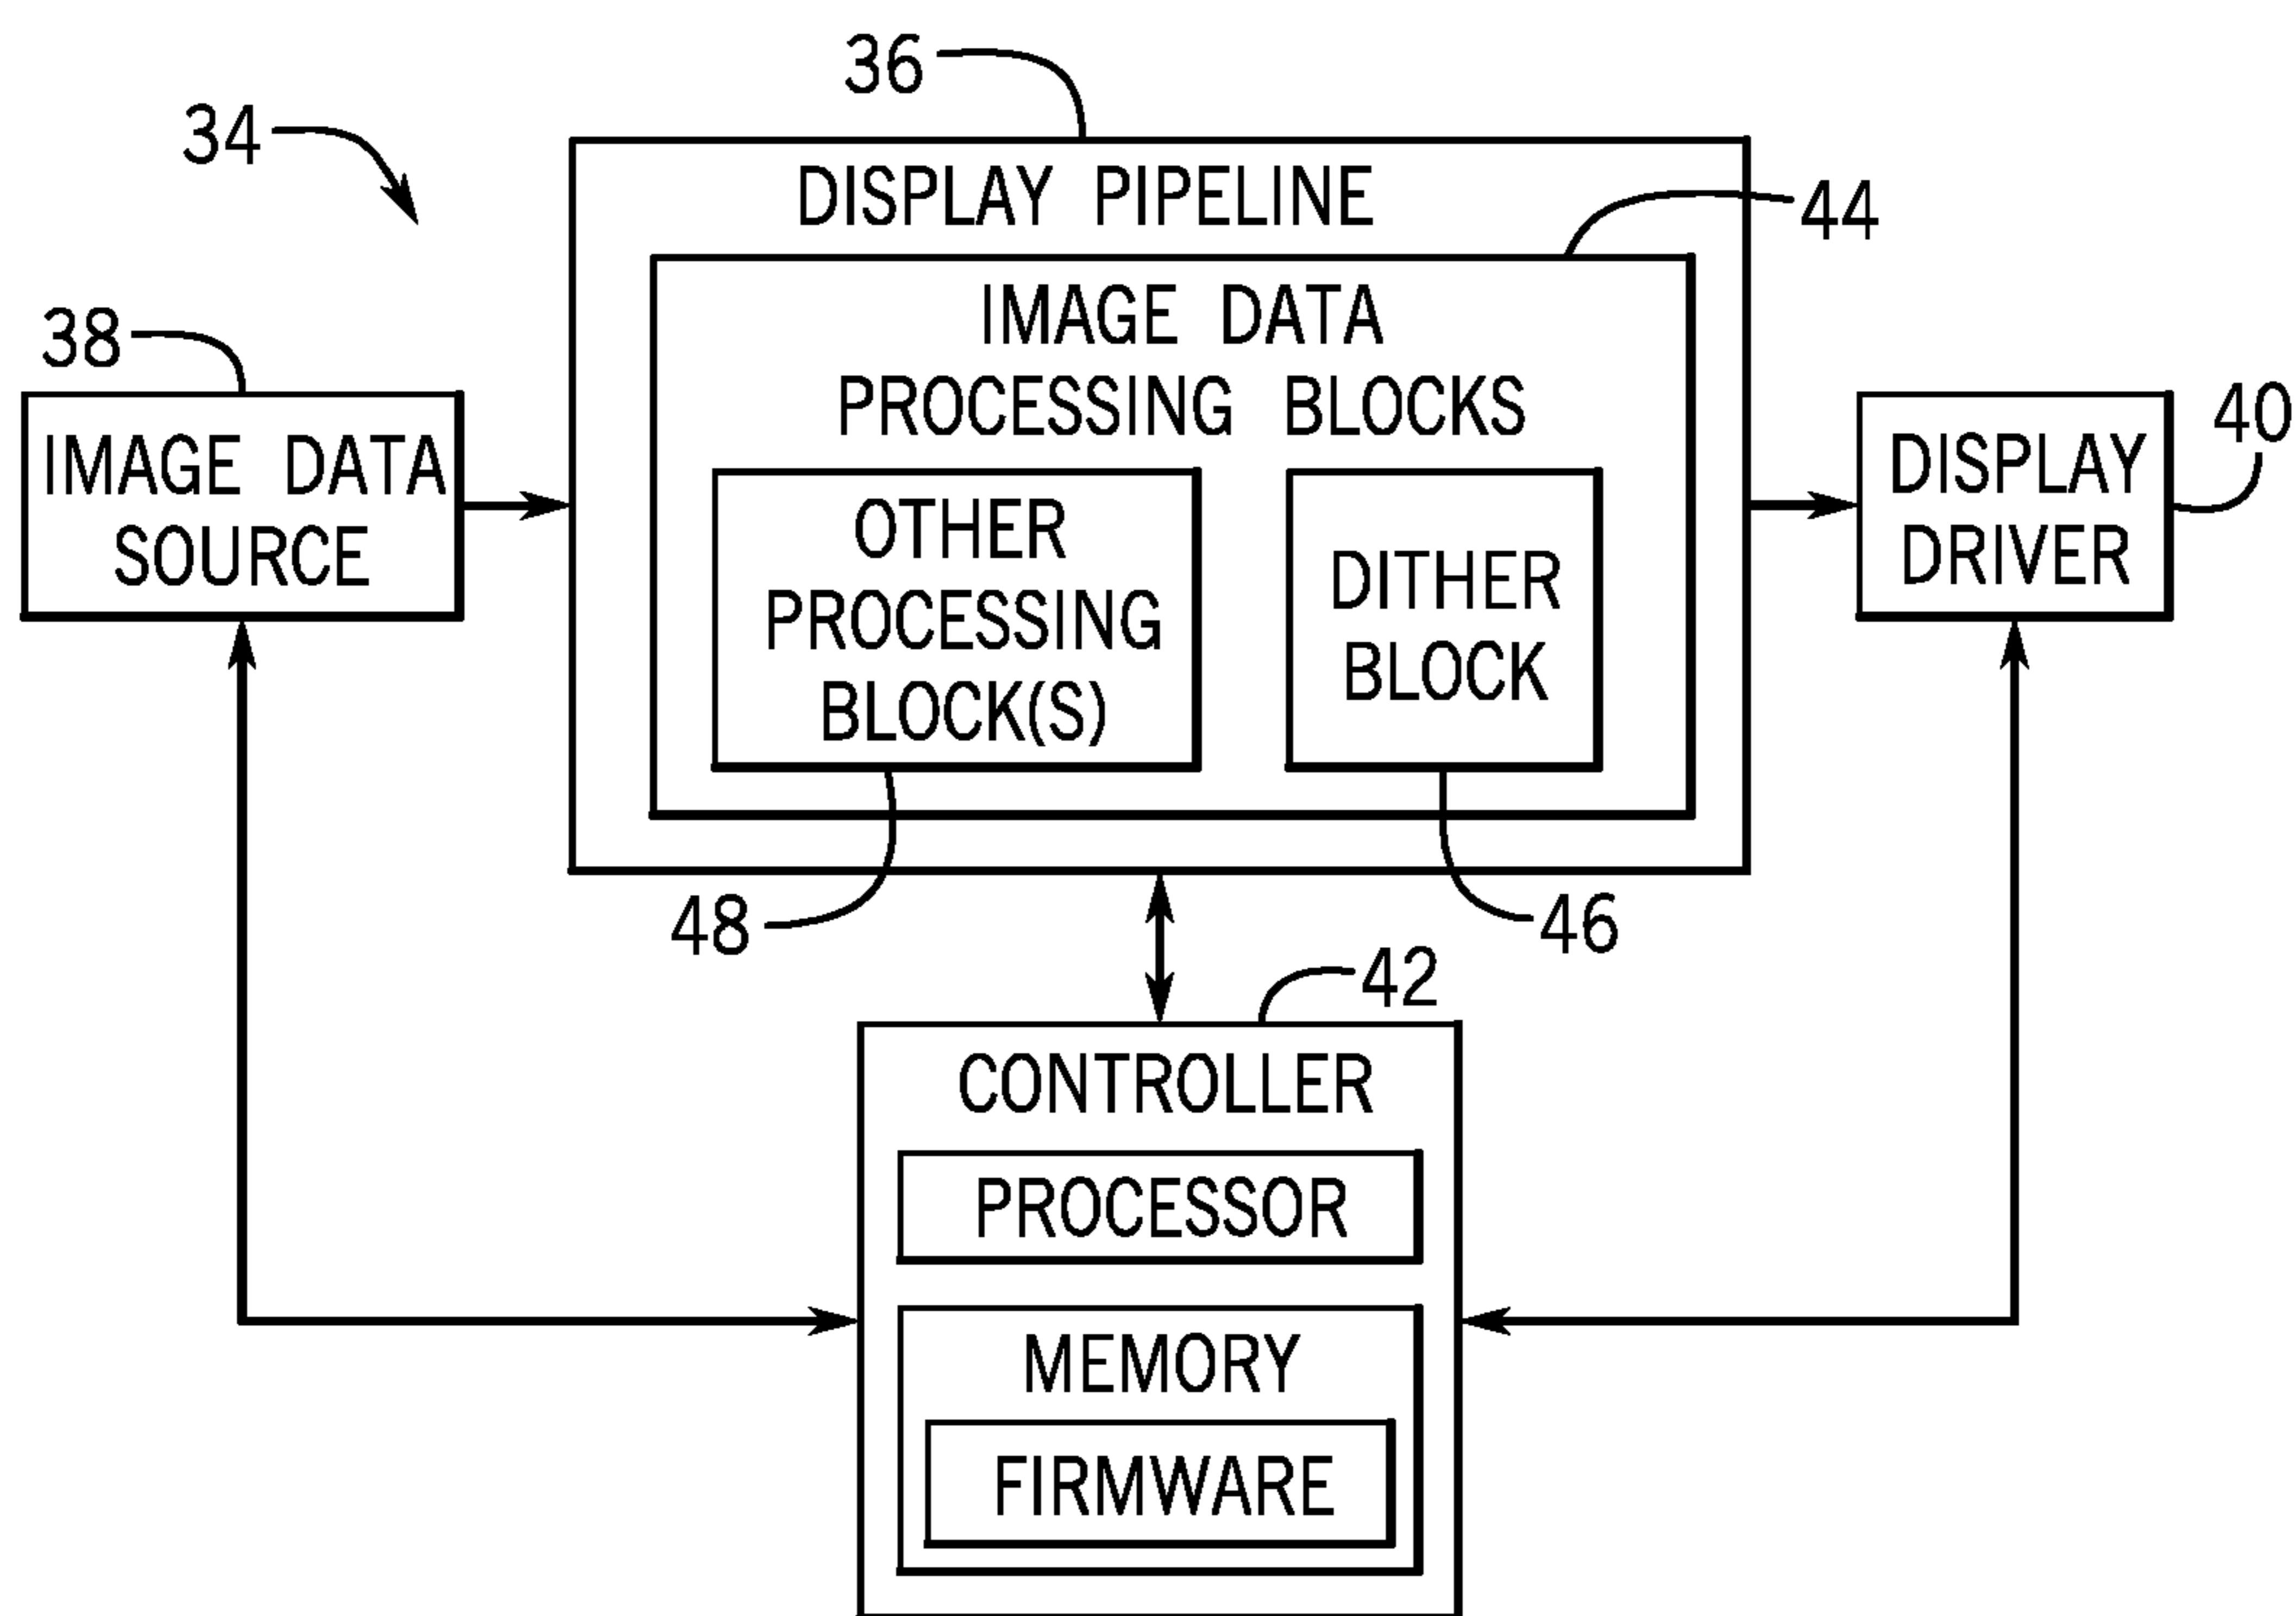 36
34
DISPLAY PIPELINE
44
IMAGE DATA
PROCESSING BLOCKS
38
IMAGE DATA
SOURCE
OTHER
PROCESSING
BLOCK(S)
DITHER
BLOCK
40
DISPLAY
DRIVER
48
46
42
CONTROLLER
PROCESSOR
MEMORY
FIRMWARE